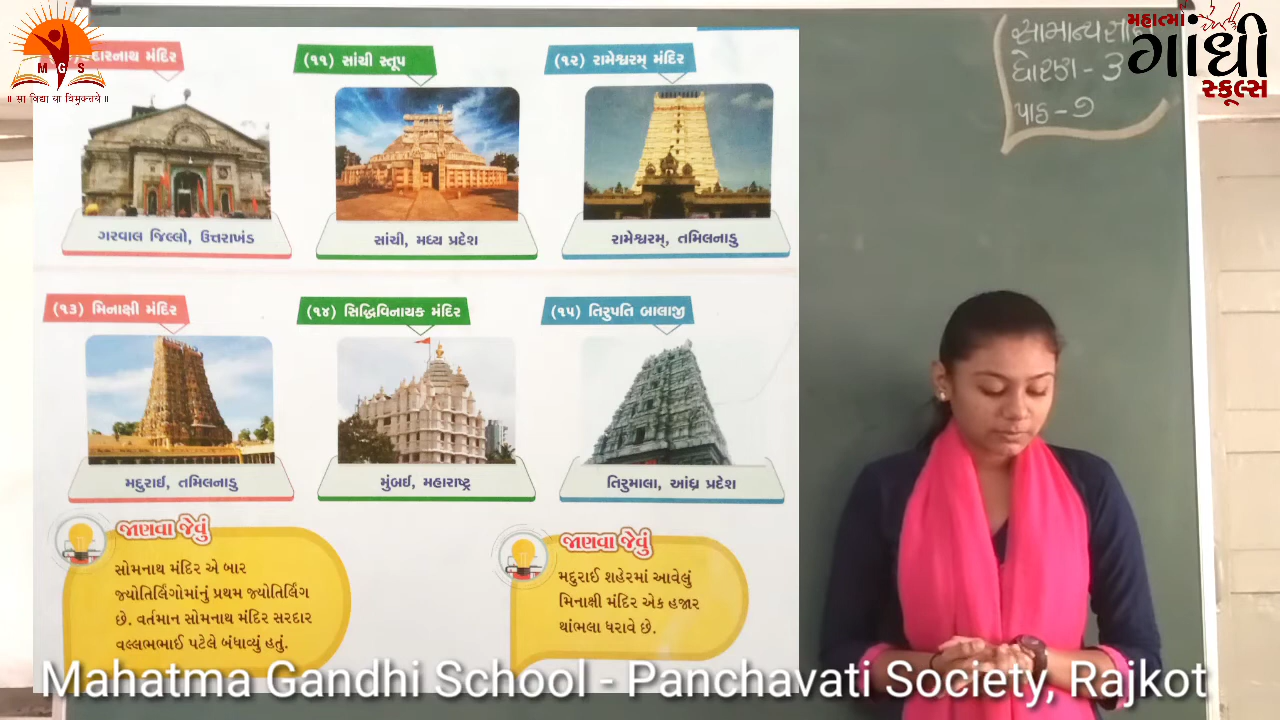 MGS
॥ सा विद्या या विमुक्तये ॥
દારનાથ મંદિર
(૧૧) સાંચી સ્તૂપ
(૧૨) રામેશ્વરમ્ મંદિર
સામાન્ય
ધોરણ - ૩
પાઠ - ૭
મહાત્મા
ગાંધી
સ્કૂલ્સ
ગરવાલ જિલ્લો, ઉત્તરાખંડ
સાંચી, મધ્ય પ્રદેશ
રામેશ્વરમ્, તમિલનાડુ
(૧૩) મિનાક્ષી મંદિર
(૧૪) સિદ્ધિવિનાયક મંદિર
(૧૫) તિરુપતિ બાલાજી
મદુરાઈ, તમિલનાડુ
મુંબઈ, મહારાષ્ટ્ર
તિરુમાલા, આંધ્ર પ્રદેશ
જાણવા જેવું
સોમનાથ મંદિર એ બાર
જ્યોતિર્લિંગોમાંનું પ્રથમ જ્યોતિર્લિંગ
છે. વર્તમાન સોમનાથ મંદિર સરદાર
વલ્લભભાઈ પટેલે બંધાવ્યું હતું.
જાણવા જેવું
મદુરાઈ શહેરમાં આવેલું
મિનાક્ષી મંદિર એક હજાર
થાંભલા ધરાવે છે.
Mahatma Gandhi School - Panchavati Society, Rajkot